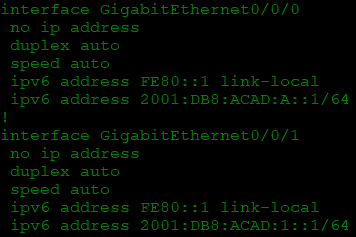 interface GigabitEthernet0/0/0
no ip address
duplex auto
speed auto
ipv6 address FE80::1 link-local
ipv6 address 2001:DB8:ACAD:A::1/64
!
interface GigabitEthernet0/0/1
no ip address
duplex auto
speed auto
ipv6 address FE80::1 link-local
ipv6 address 2001:DB8:ACAD:1::1/64